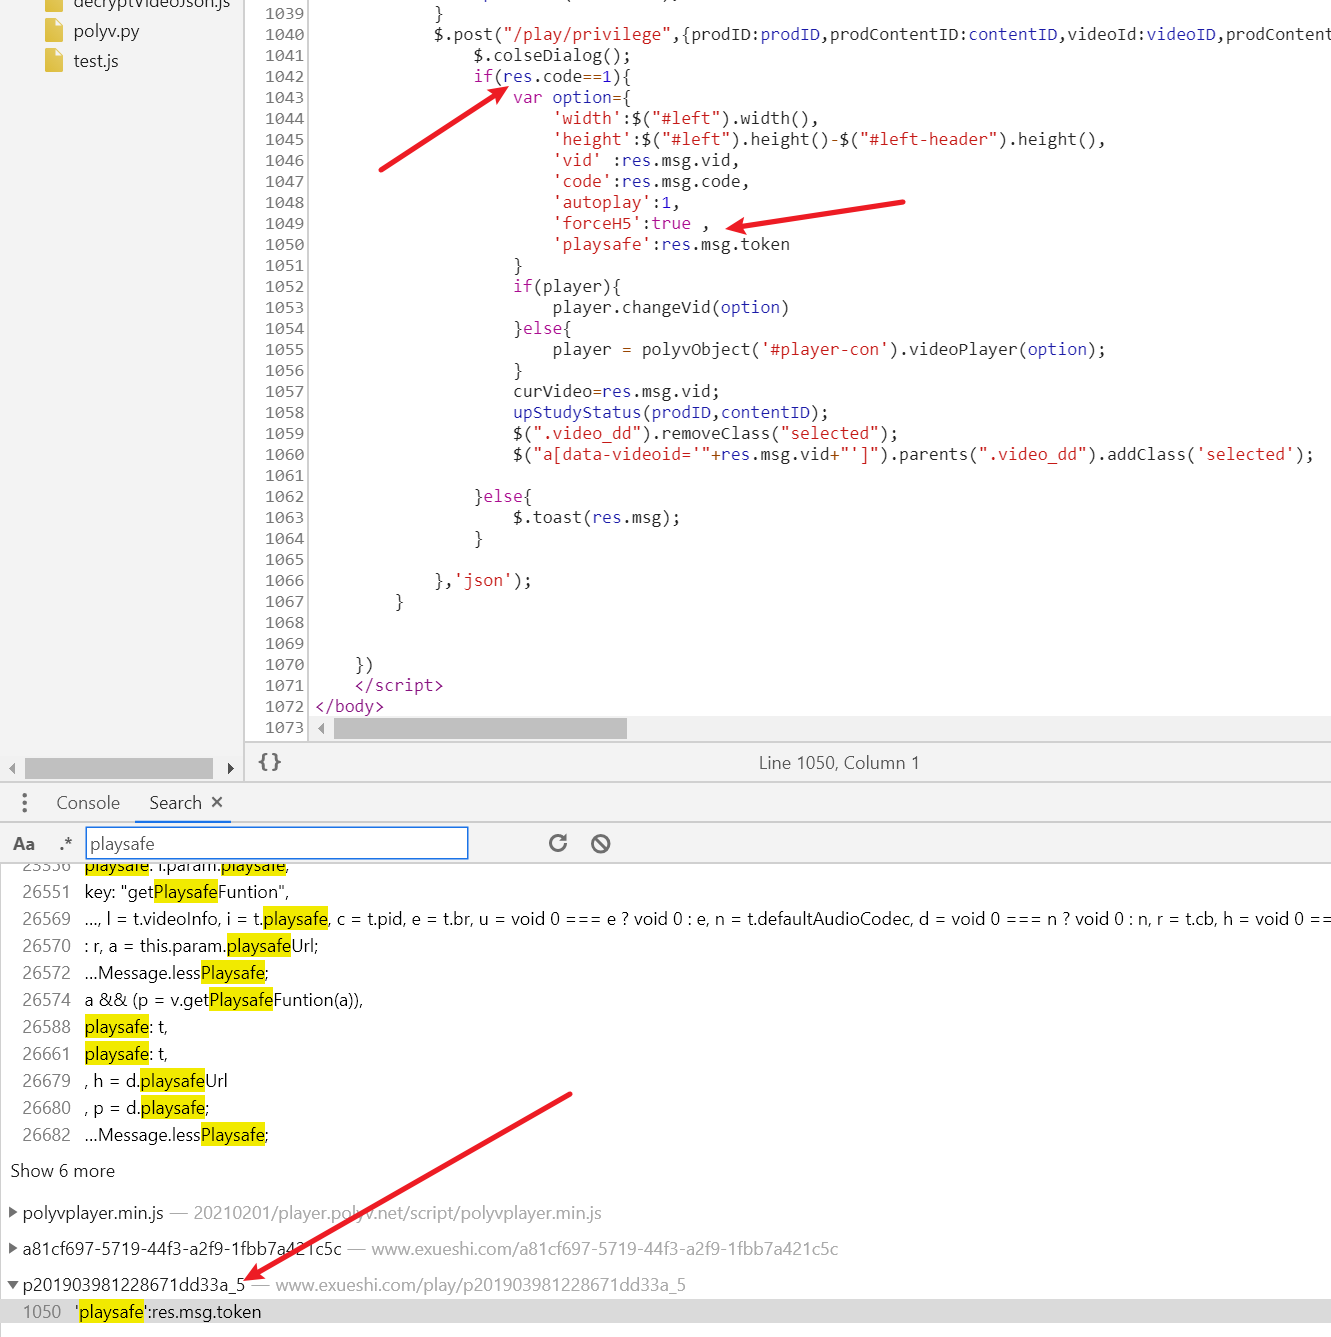 decryptVideoJson.js
polyv.py
test.js
1039 }
1040 $.post("/play/privilege",{prodID:prodID,prodContentID:contentID,videoId:videoID,prodContent
1041 $.colseDialog();
1042 if(res.code==1){
1043 var option={
1044 'width':$("#left").width(),
1045 'height':$("#left").height()-$("#left-header").height(),
1046 'vid' :res.msg.vid,
1047 'code':res.msg.code,
1048 'autoplay':1,
1049 'forceH5':true ,
1050 'playsafe':res.msg.token
1051 }
1052 if(player){
1053 player.changeVid(option)
1054 }else{
1055 player = polyvObject('#player-con').videoPlayer(option);
1056 }
1057 curVideo=res.msg.vid;
1058 upStudyStatus(prodID,contentID);
1059 $(".video_dd").removeClass("selected");
1060 $("a[data-videoid='"+res.msg.vid+"']").parents(".video_dd").addClass('selected');
1061
1062 }else{
1063 $.toast(res.msg);
1064 }
1065
1066 },'json');
1067 }
1068
1069
1070 })
1071 </script>
1072 </body>
1073
{} Line 1050, Column 1
Console Search ×
Aa .* playsafe
23356 playsafe: i.param.playsafe,
26551 key: "getPlaysafeFuntion",
26569 ..., l = t.videoInfo, i = t.playsafe, c = t.pid, e = t.br, u = void 0 === e ? void 0 : e, n = t.defaultAudioCodec, d = void 0 === n ? void 0 : n, r = t.cb, h = void 0 ==
26570 : r, a = this.param.playsafeUrl;
26572 ...Message.lessPlaysafe;
26574 a && (p = v.getPlaysafeFuntion(a)),
26588 playsafe: t,
26661 playsafe: t,
26679 , h = d.playsafeUrl
26680 , p = d.playsafe;
26682 ...Message.lessPlaysafe;
Show 6 more
polyvplayer.min.js — 20210201/player.polyv.net/script/polyvplayer.min.js
a81cf697-5719-44f3-a2f9-1fbb7a421c5c — www.exueshi.com/a81cf697-5719-44f3-a2f9-1fbb7a421c5c
p201903981228671dd33a_5 — www.exueshi.com/play/p201903981228671dd33a_5
1050 'playsafe':res.msg.token